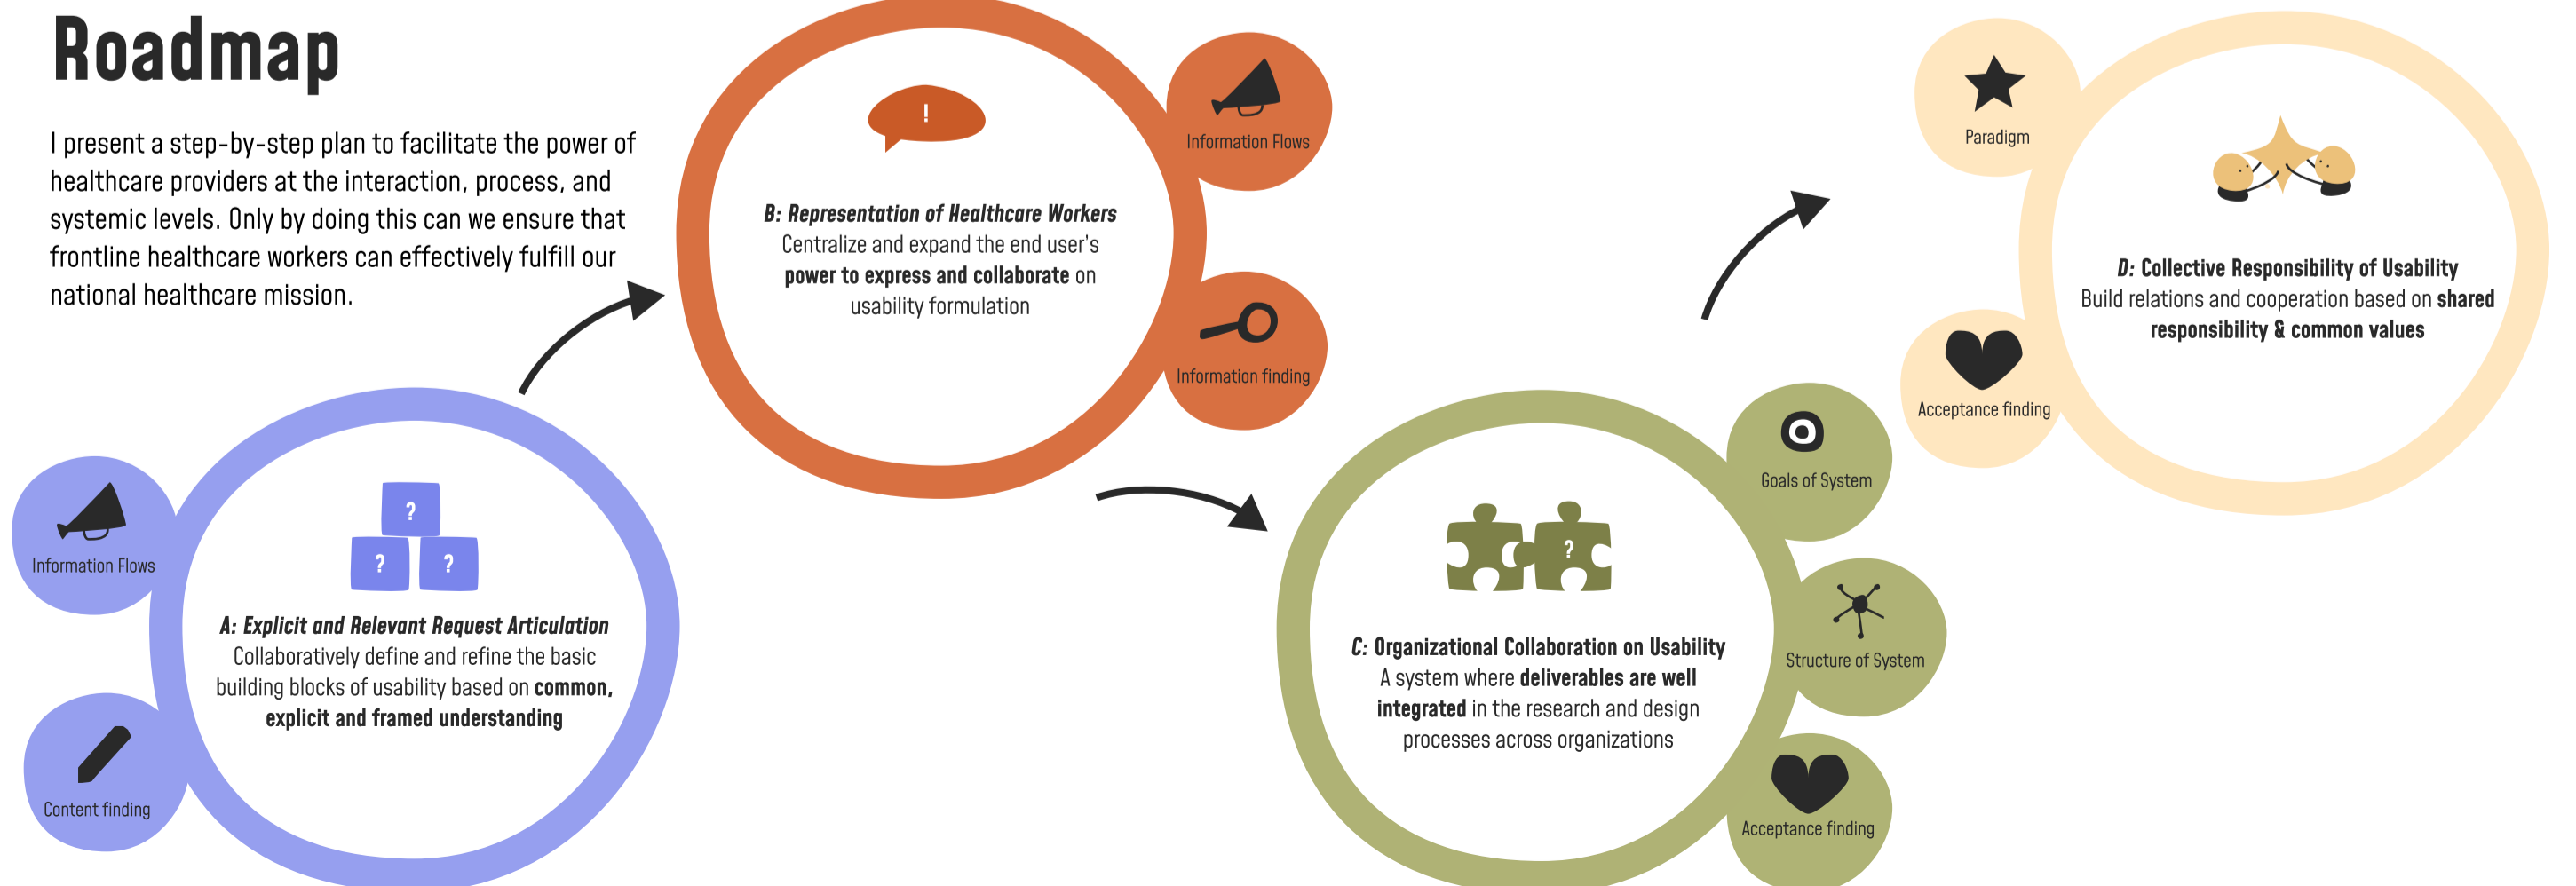 Roadmap
I present a step-by-step plan to facilitate the power of
healthcare providers at the interaction, process, and
systemic levels. Only by doing this can we ensure that
frontline healthcare workers can effectively fulfill our
national healthcare mission.
?
? ?
A: Explicit and Relevant Request Articulation
Collaboratively define and refine the basic
building blocks of usability based on common,
explicit and framed understanding
Information Flows
Content finding
!
B: Representation of Healthcare Workers
Centralize and expand the end user's
power to express and collaborate on
usability formulation
Information Flows
Information finding
?
C: Organizational Collaboration on Usability
A system where deliverables are well
integrated in the research and design
processes across organizations
Goals of System
Structure of System
Acceptance finding
Paradigm
Acceptance finding
D: Collective Responsibility of Usability
Build relations and cooperation based on shared
responsibility & common values